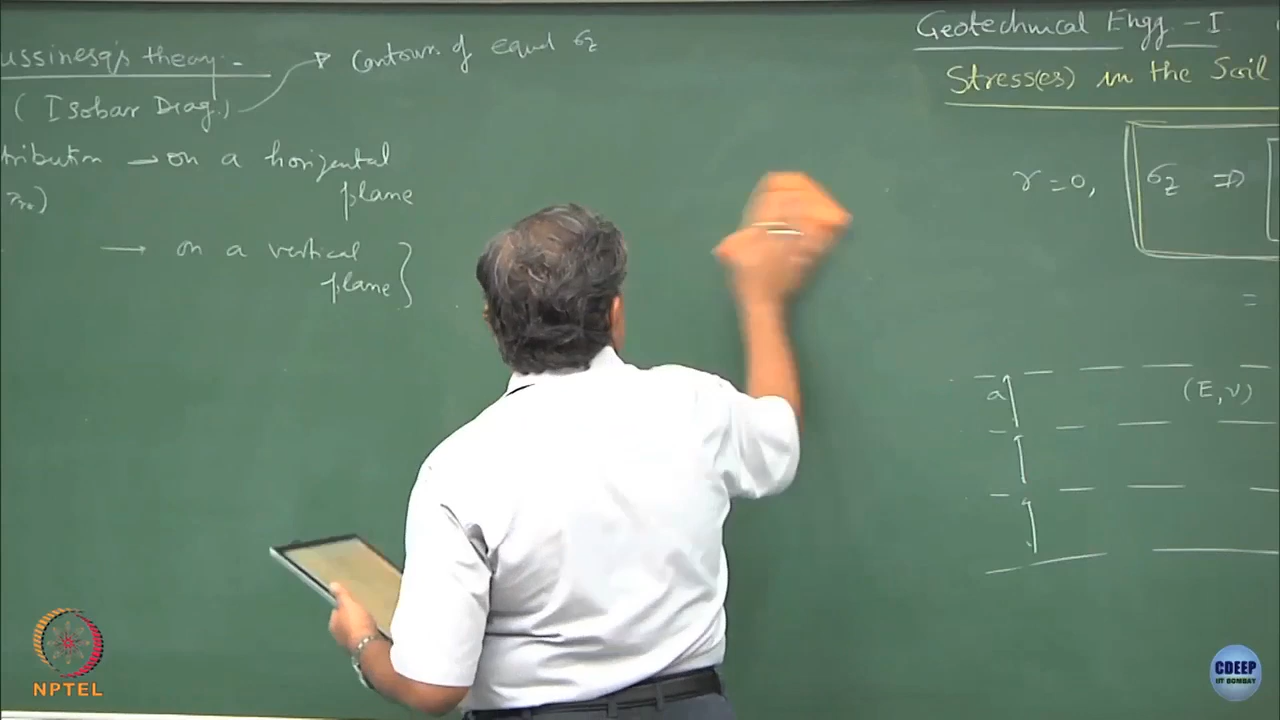 ussinesq's theory -
Contours of equal σz
( Isobar Diag.)
tribution → on a horizontal
plane
→ on a vertical
plane
Geotechnical Engg. - I
Stress(es) in the Soil
r = 0,
σz ⇒
=
a
(E, ν)
NPTEL
CDEEP
IIT BOMBAY